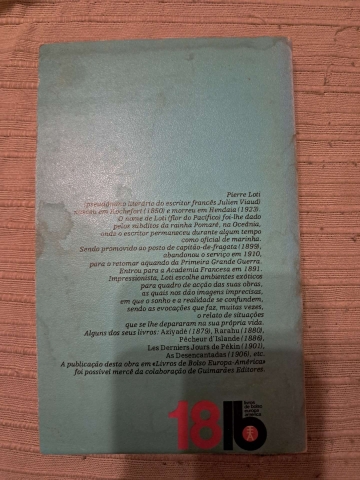 Pierre Loti
(pseudónimo literário do escritor francês Julien Viaud)
nasceu em Rochefort (1850) e morreu em Hendaia (1923).
O nome de Loti (flor do Pacífico) foi-lhe dado
pelos súbditos da rainha Pomaré, na Oceânia,
onde o escritor permaneceu durante algum tempo
como oficial de marinha.
Sendo promovido ao posto de capitão-de-fragata (1899),
abandonou o serviço em 1910,
para o retomar aquando da Primeira Grande Guerra.
Entrou para a Academia Francesa em 1891.
Impressionista, Loti escolhe ambientes exóticos
para quadro de acção das suas obras,
as quais nos dão imagens imprecisas,
em que o sonho e a realidade se confundem,
sendo as evocações que faz, muitas vezes,
o relato de situações
que se lhe depararam na sua própria vida.
Alguns dos seus livros: Aziyadé (1879), Rarahu (1880),
Pêcheur d'Islande (1886),
Les Derniers Jours de Pékin (1901),
As Desencantadas (1906), etc.
A publicação desta obra em «Livros de Bolso Europa-América»
foi possível mercê da colaboração de Guimarães Editores.
18 lb
livros
de bolso
europa
américa